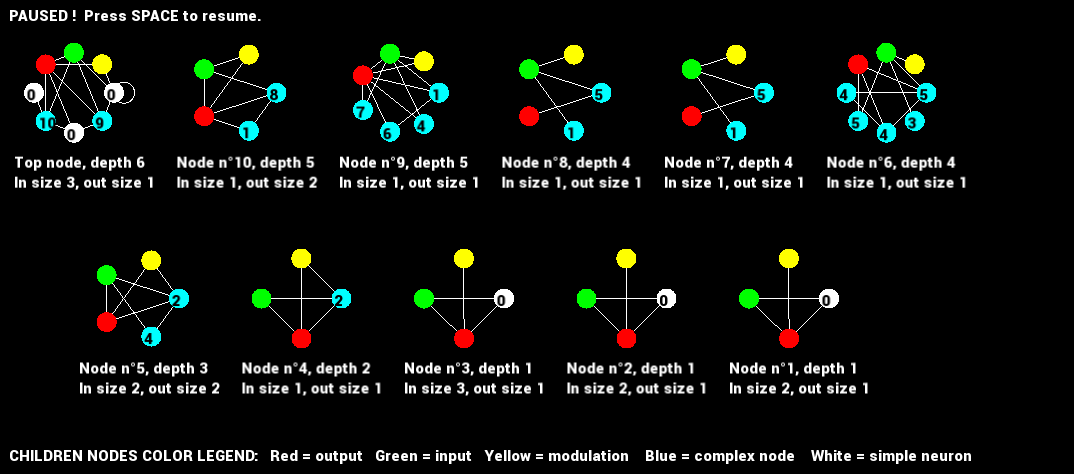 PAUSED ! Press SPACE to resume.
0 0 10 9 0
8 1
1 7 4 6
5 1
5 1
4 5 5 3 4
Top node, depth 6
In size 3, out size 1
Node n°10, depth 5
In size 1, out size 2
Node n°9, depth 5
In size 1, out size 1
Node n°8, depth 4
In size 1, out size 1
Node n°7, depth 4
In size 1, out size 1
Node n°6, depth 4
In size 1, out size 1
2 4
2
0
0
0
Node n°5, depth 3
In size 2, out size 2
Node n°4, depth 2
In size 1, out size 1
Node n°3, depth 1
In size 3, out size 1
Node n°2, depth 1
In size 2, out size 1
Node n°1, depth 1
In size 2, out size 1
CHILDREN NODES COLOR LEGEND: Red = output Green = input Yellow = modulation Blue = complex node White = simple neuron